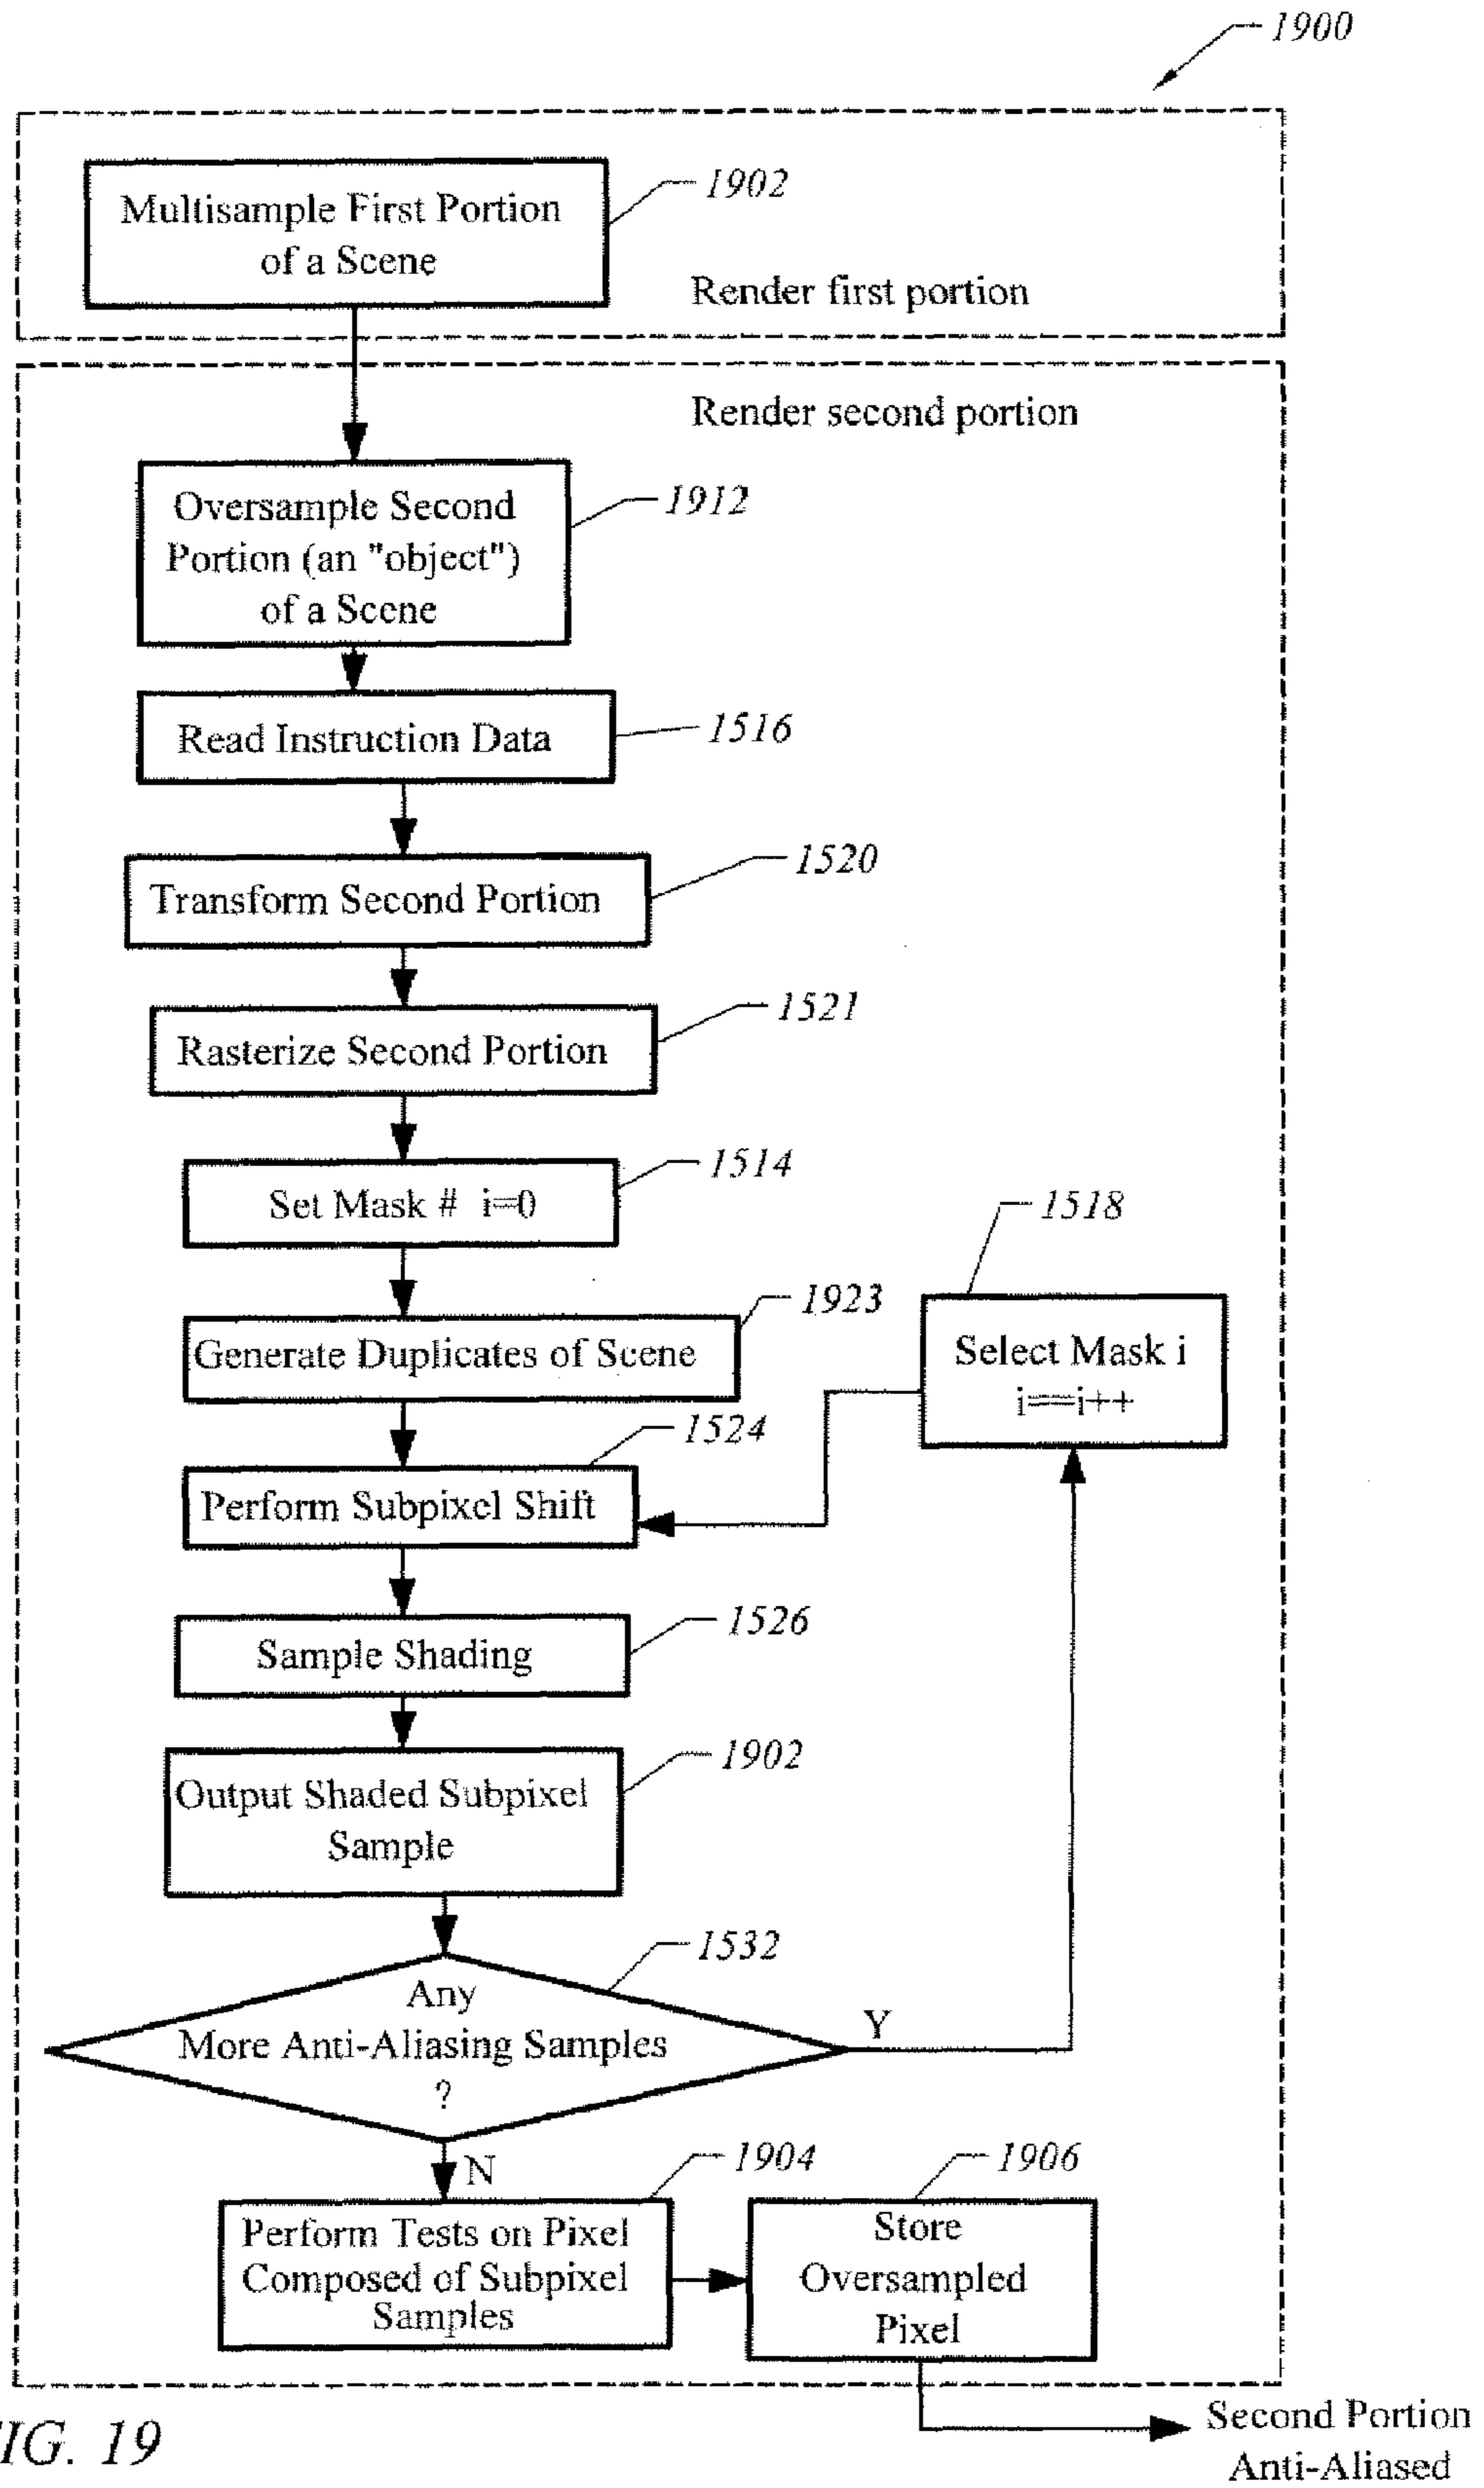 1900
1902
Multisample First Portion
of a Scene
Render first portion
Render second portion
Oversample Second
Portion (an "object")
of a Scene
1912
Read Instruction Data
1516
Transform Second Portion
1520
Rasterize Second Portion
1521
Set Mask # i=0
1514
1518
Select Mask i
i==i++
Generate Duplicates of Scene
1923
Perform Subpixel Shift
1524
Sample Shading
1526
Output Shaded Subpixel
Sample
1902
1532
Any
More Anti-Aliasing Samples
?
Y
N
1904
Perform Tests on Pixel
Composed of Subpixel
Samples
1906
Store
Oversampled
Pixel
Second Portion
Anti-Aliased
IG. 19